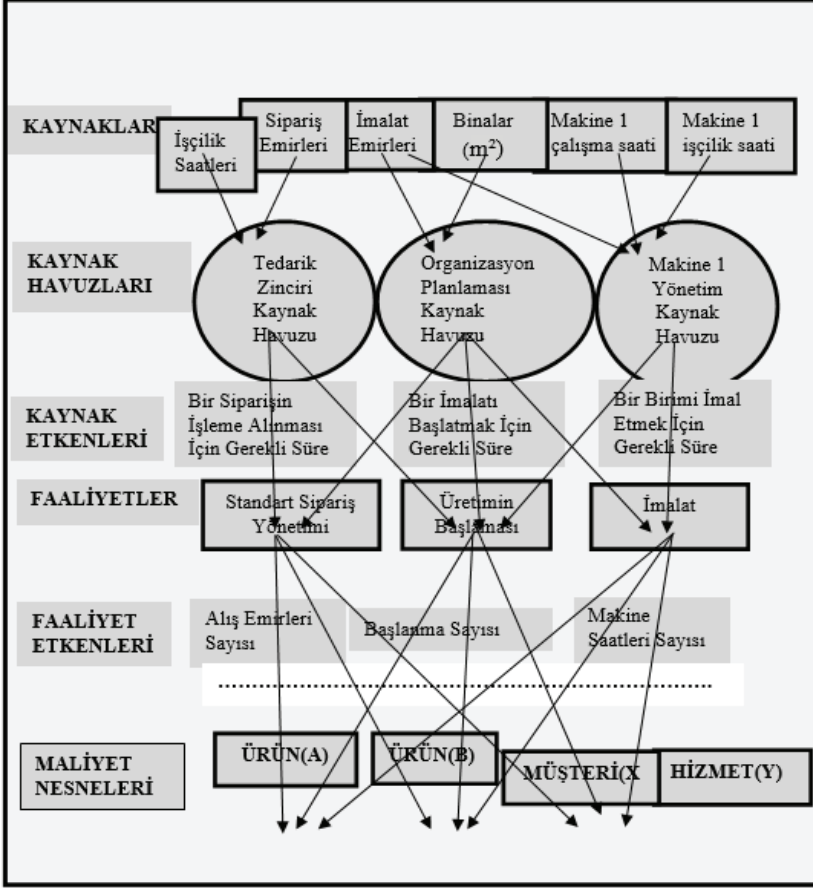 KAYNAKLAR
İşçilik
Saatleri
Sipariş
Emirleri
İmalat
Emirleri
Binalar
(m²)
Makine 1
çalışma saati
Makine 1
işçilik saati
KAYNAK
HAVUZLARI
Tedarik
Zinciri
Kaynak
Havuzu
Organizasyon
Planlaması
Kaynak
Havuzu
Makine 1
Yönetim
Kaynak
Havuzu
KAYNAK
ETKENLERİ
Bir Siparişin
İşleme Alınması
İçin Gerekli Süre
Bir İmalatı
Başlatmak İçin
Gerekli Süre
Bir Birimi İmal
Etmek İçin
Gerekli Süre
FAALİYETLER
Standart Sipariş
Yönetimi
Üretimin
Başlaması
İmalat
FAALİYET
ETKENLERİ
Alış Emirleri
Sayısı
Başlanma Sayısı
Makine
Saatleri Sayısı
MALİYET
NESNELERİ
ÜRÜN(A)
ÜRÜN(B)
MÜŞTERİ(X
HİZMET(Y)